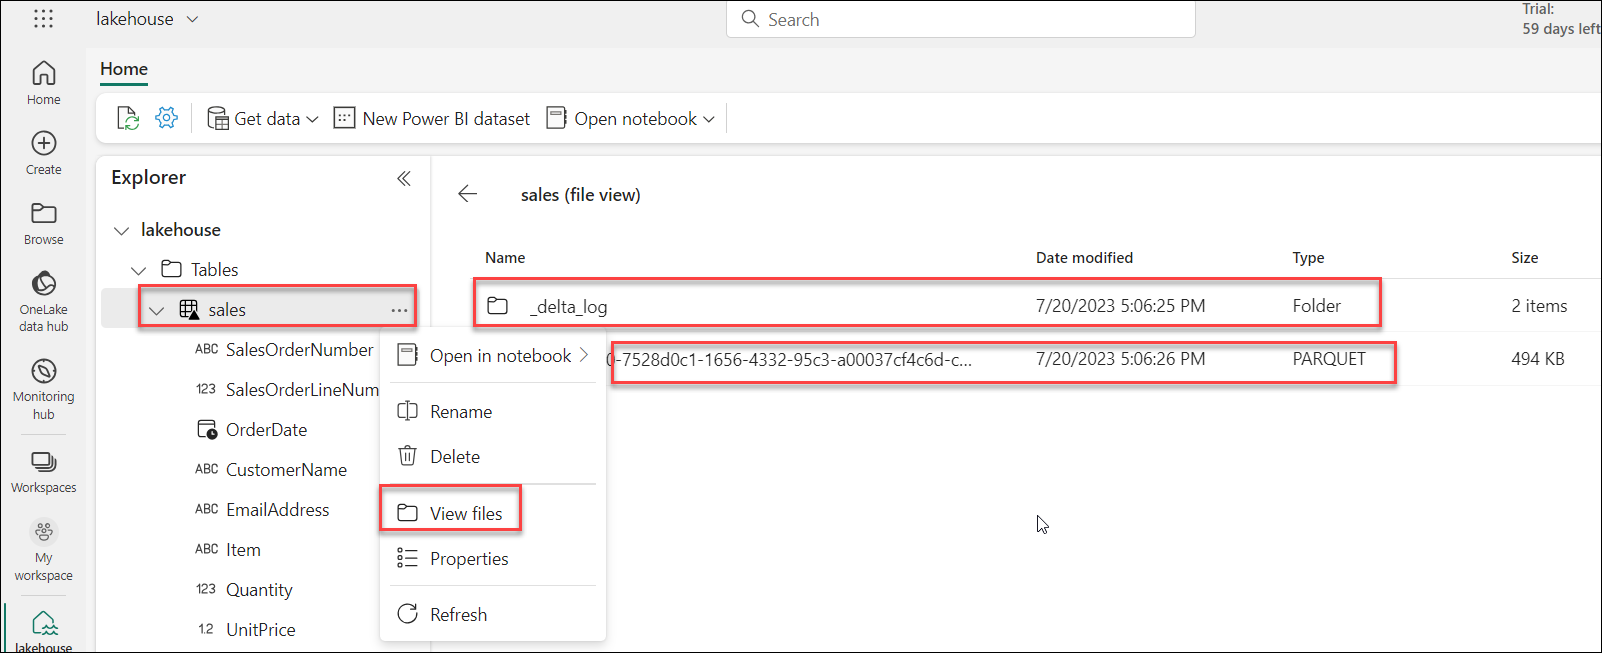 lakehouse
Search
Trial:
59 days left
Home
Home
Get data
New Power BI dataset
Open notebook
Create
Browse
OneLake
data hub
Monitoring
hub
Workspaces
My
workspace
lakehouse
Explorer
lakehouse
Tables
sales
ABC SalesOrderNumber
123 SalesOrderLineNum
OrderDate
ABC CustomerName
ABC EmailAddress
ABC Item
123 Quantity
1.2 UnitPrice
Open in notebook
Rename
Delete
View files
Properties
Refresh
sales (file view)
Name Date modified Type Size
_delta_log 7/20/2023 5:06:25 PM Folder 2 items
0-7528d0c1-1656-4332-95c3-a00037cf4c6d-c... 7/20/2023 5:06:26 PM PARQUET 494 KB